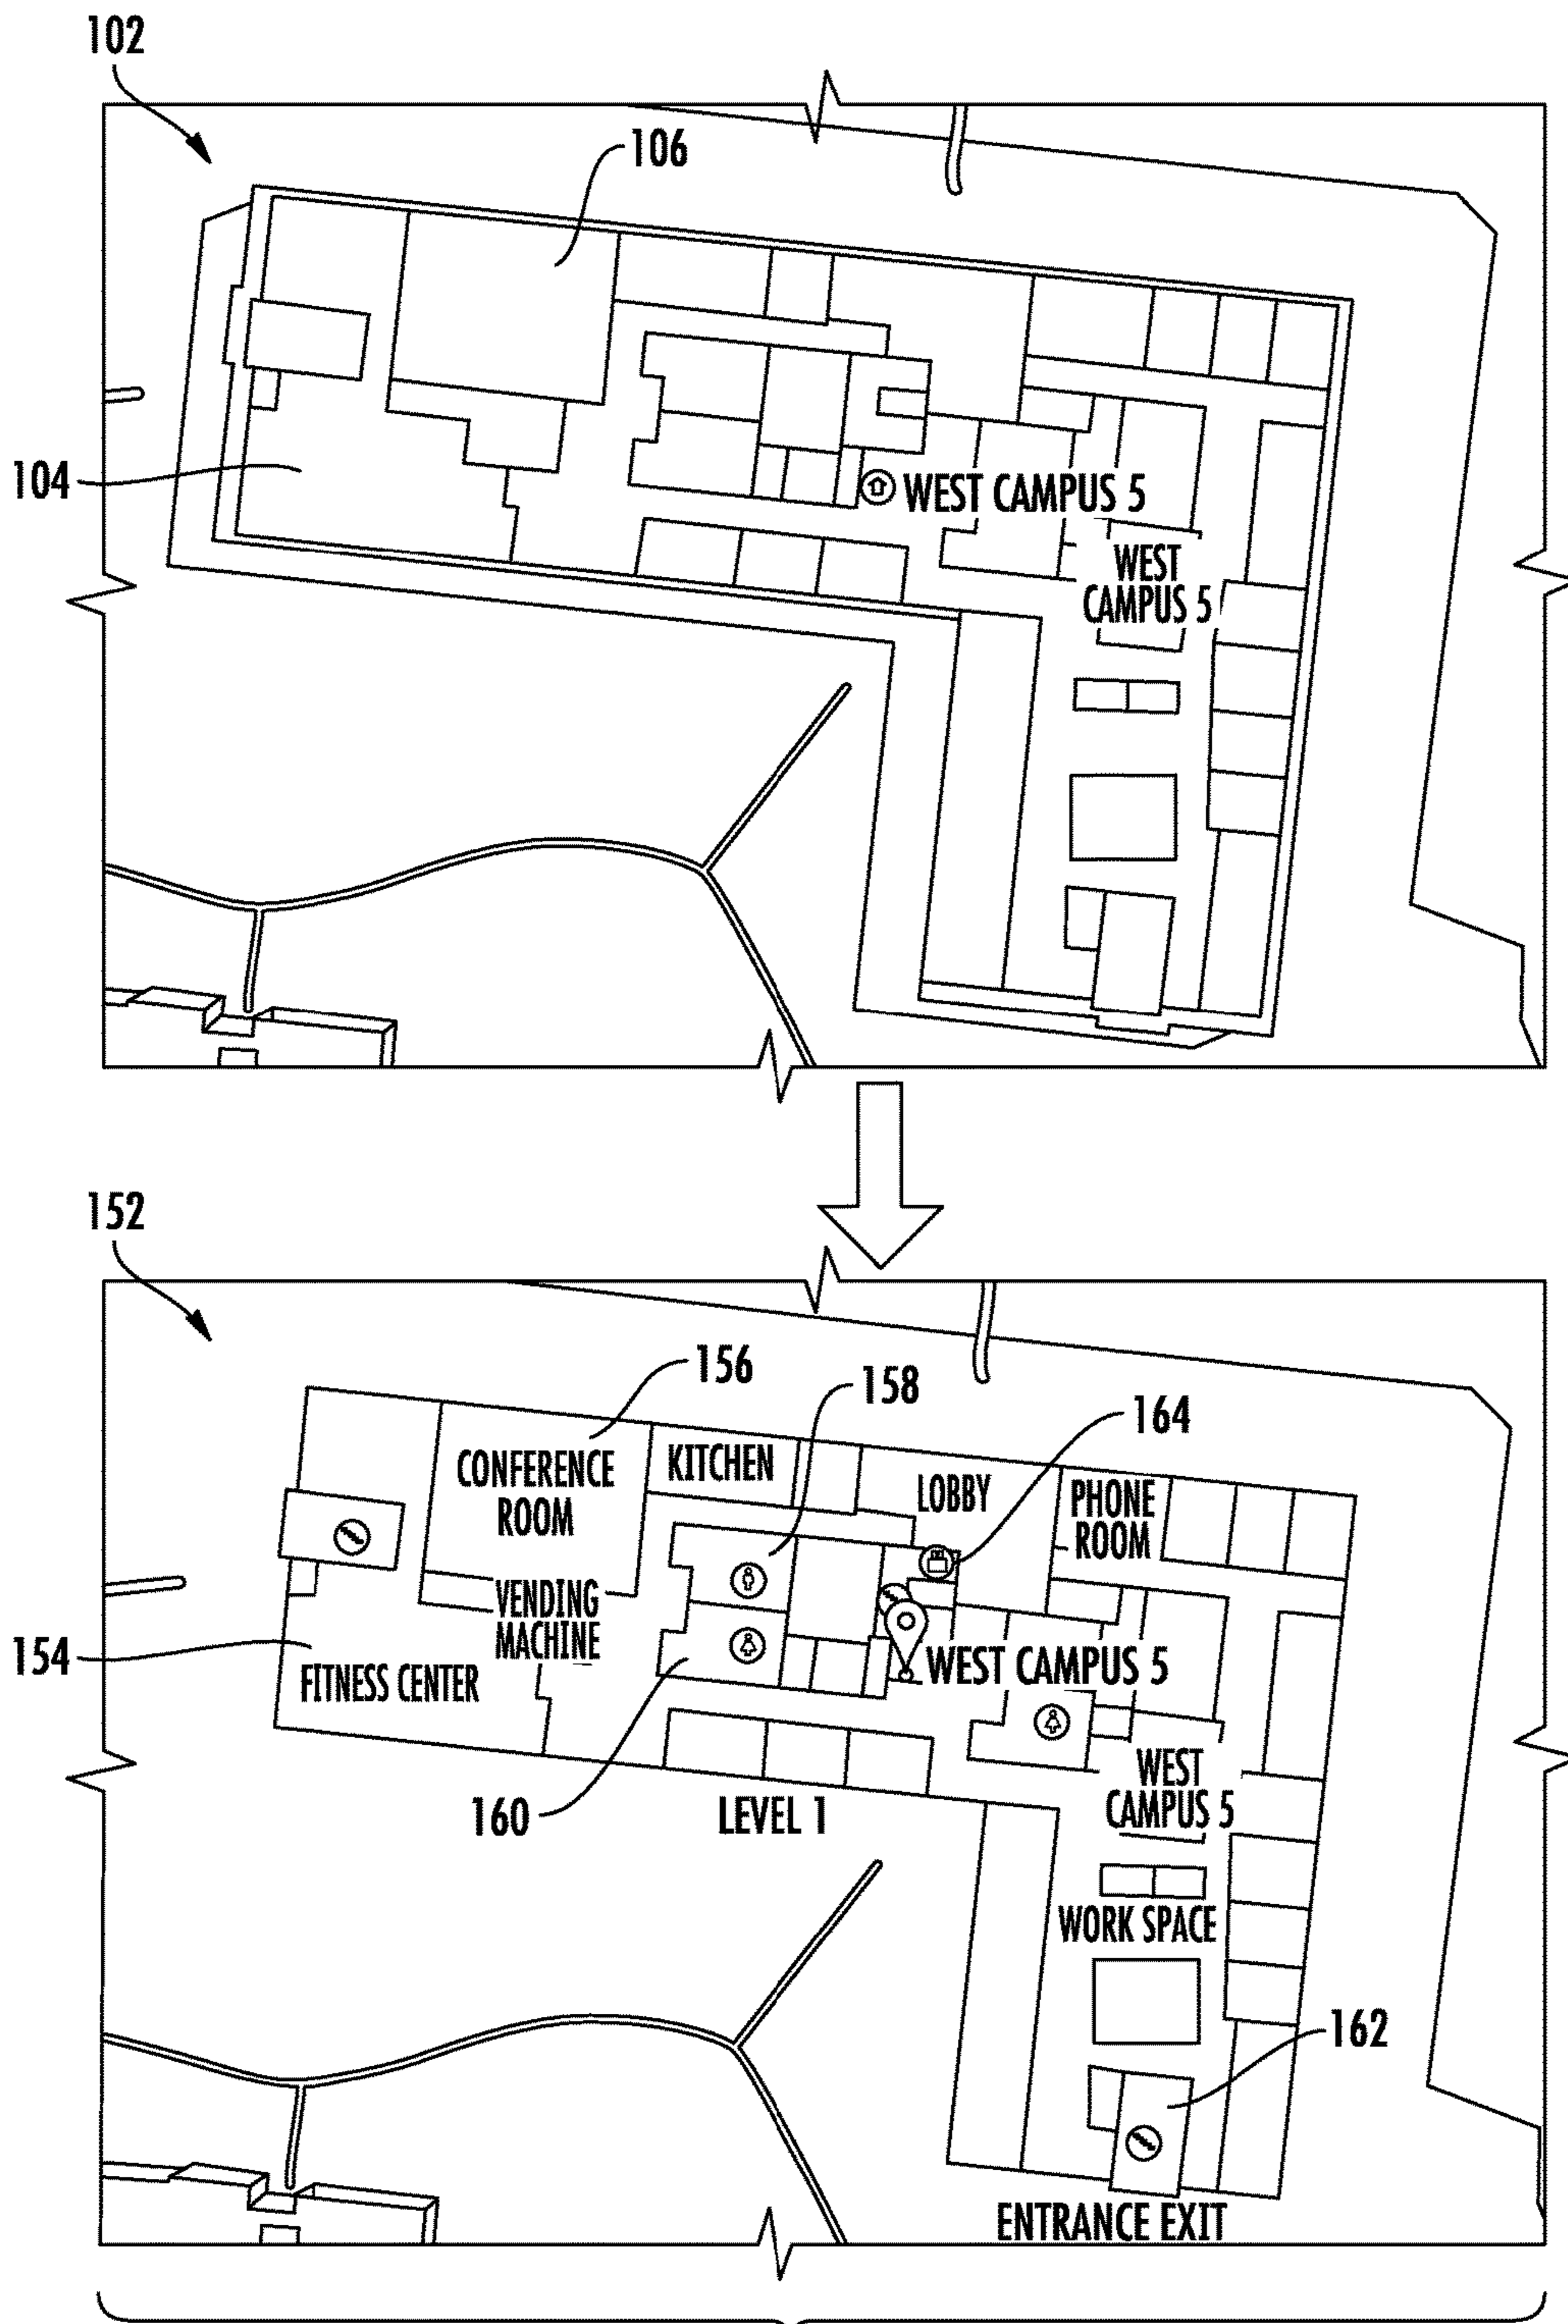 102
106
104
WEST CAMPUS 5
WEST
CAMPUS 5
152
156
158
164
CONFERENCE
ROOM
KITCHEN
LOBBY
PHONE
ROOM
VENDING
MACHINE
154
FITNESS CENTER
WEST CAMPUS 5
160
LEVEL 1
WEST
CAMPUS 5
WORK SPACE
162
ENTRANCE EXIT